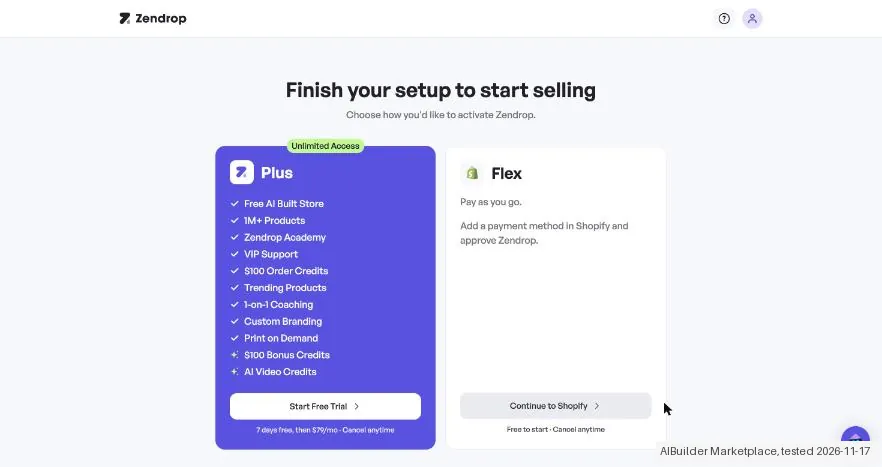 Zendrop
Finish your setup to start selling
Choose how you'd like to activate Zendrop.
Unlimited Access
Plus
Free AI Built Store
1M+ Products
Zendrop Academy
VIP Support
$100 Order Credits
Trending Products
1-on-1 Coaching
Custom Branding
Print on Demand
$100 Bonus Credits
AI Video Credits
Start Free Trial
7 days free, then $79/mo · Cancel anytime
Flex
Pay as you go.
Add a payment method in Shopify and
approve Zendrop.
Continue to Shopify
Free to start · Cancel anytime
AIBuilder Marketplace, tested 2026-11-17